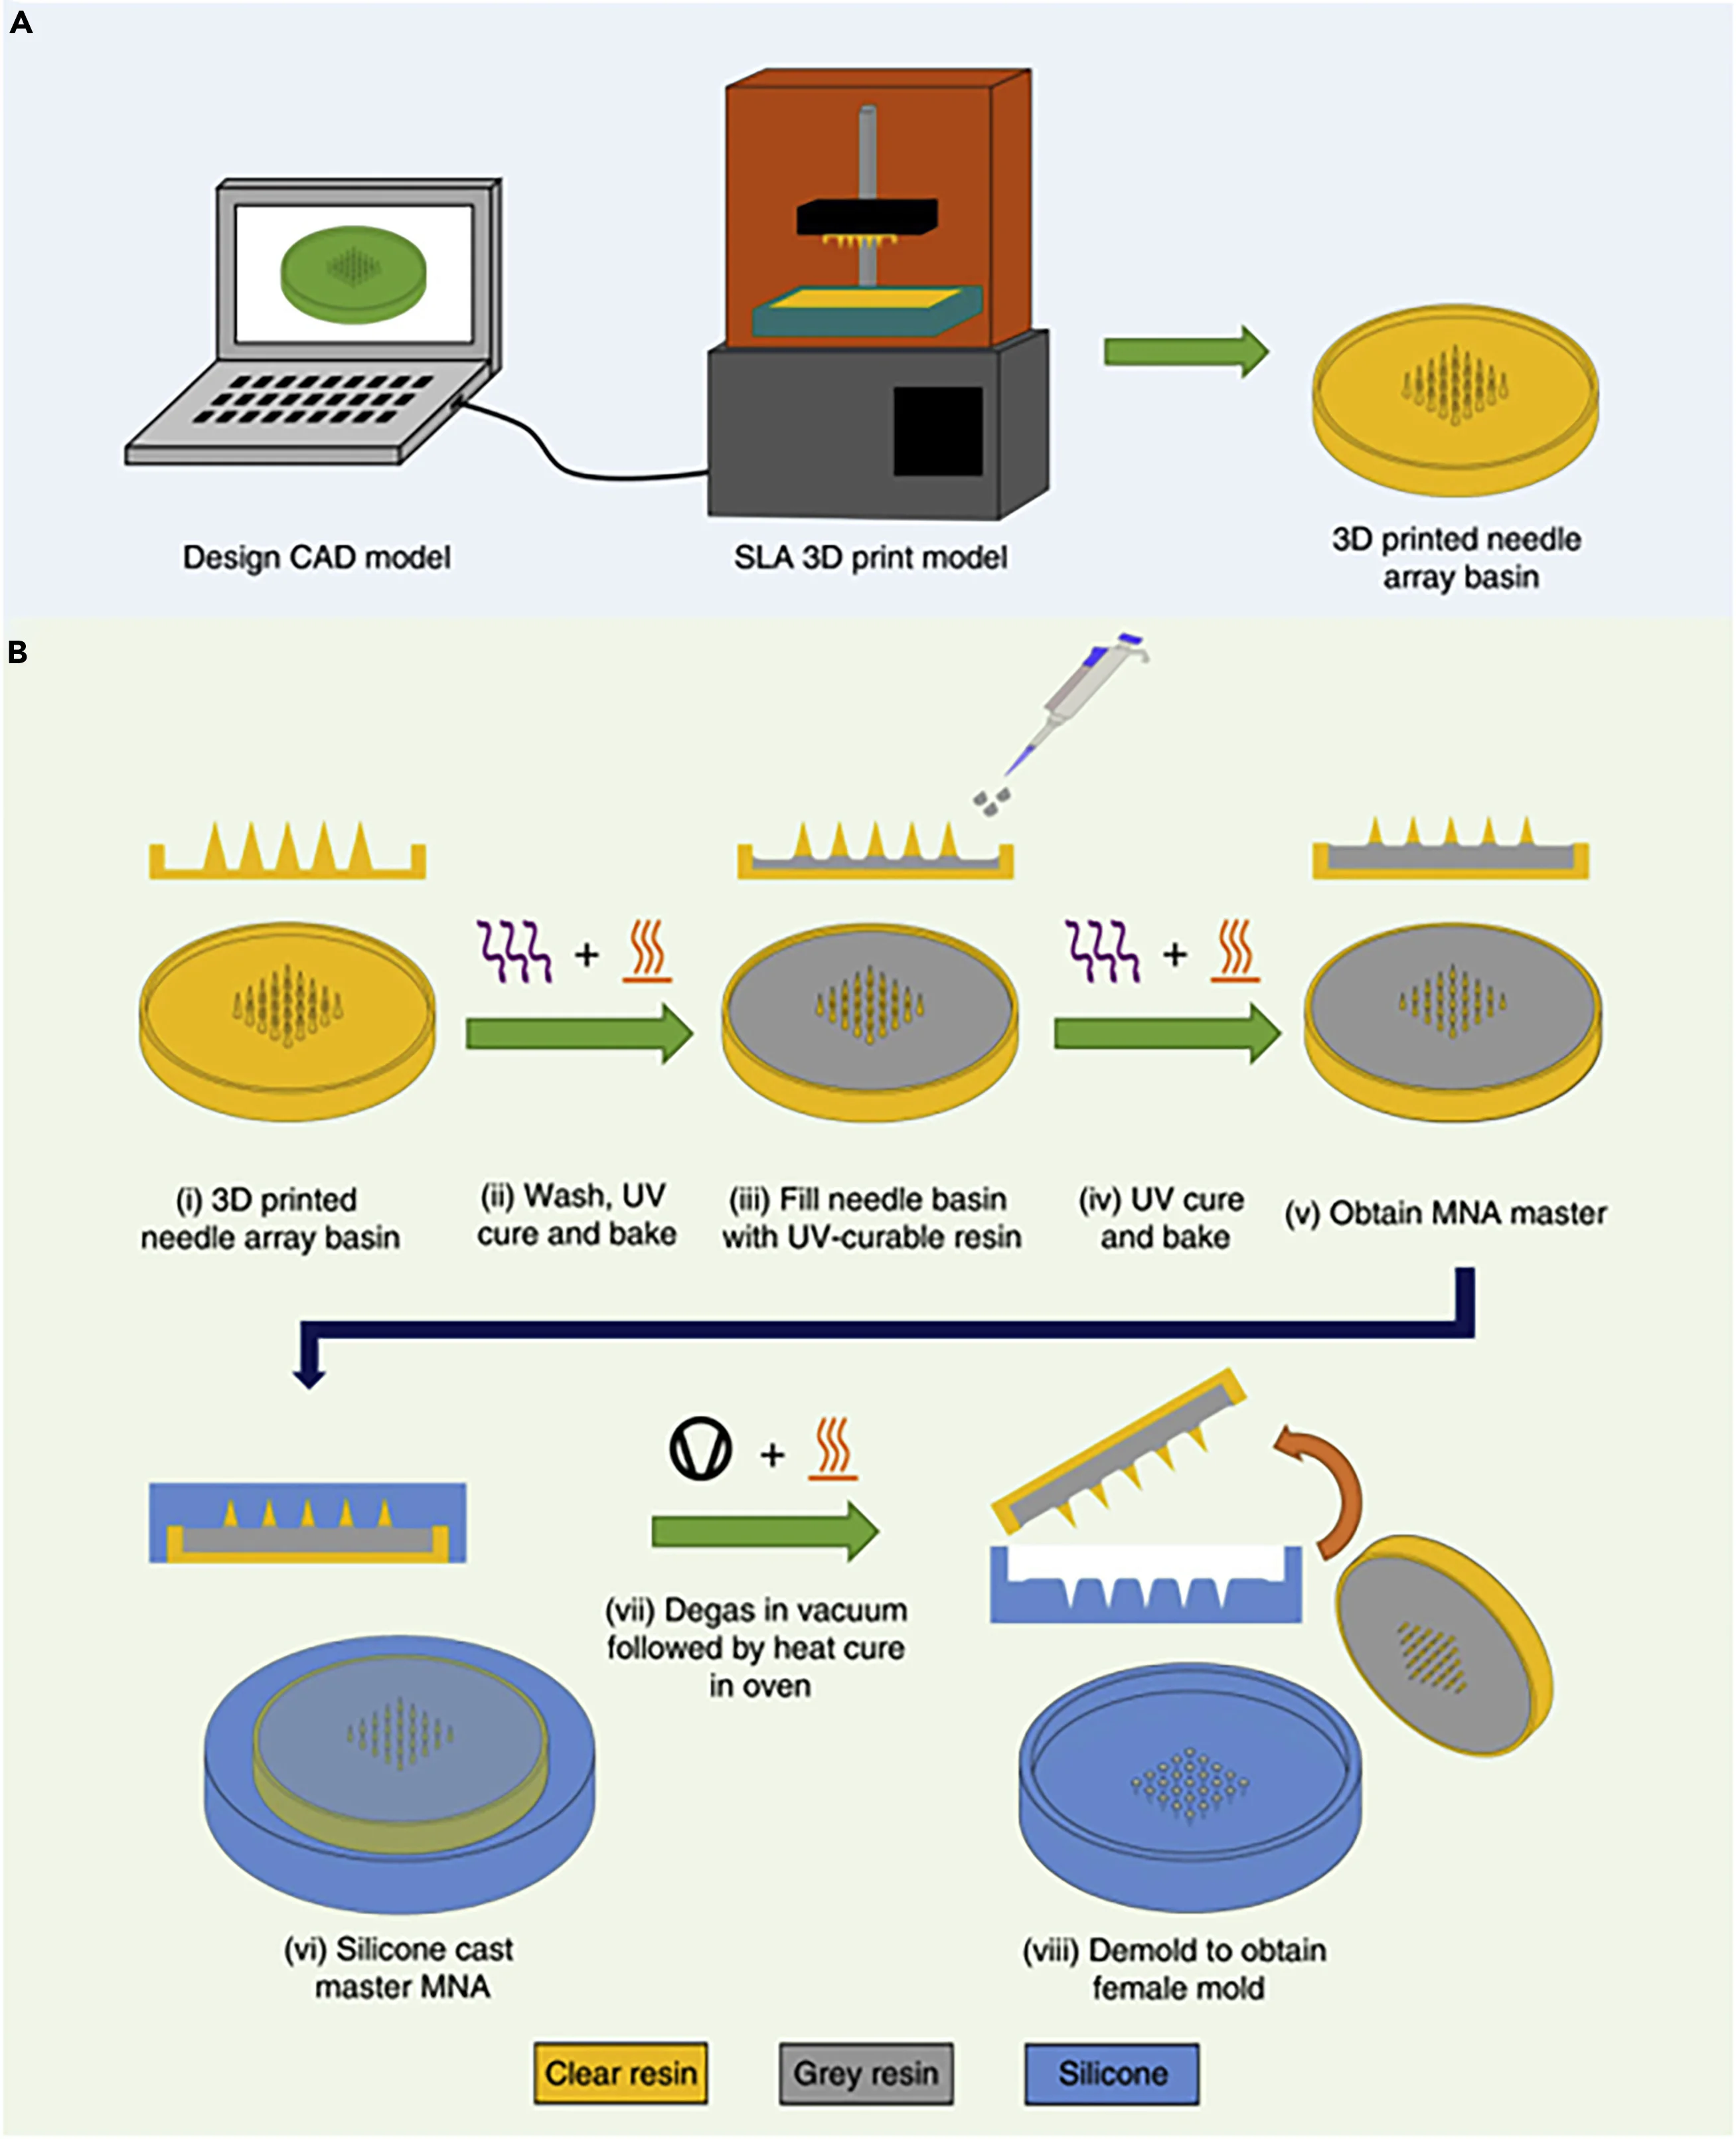 A
Design CAD model
SLA 3D print model
3D printed needle
array basin
B
(i) 3D printed
needle array basin
(ii) Wash, UV
cure and bake
(iii) Fill needle basin
with UV-curable resin
(iv) UV cure
and bake
(v) Obtain MNA master
+
+
(vi) Silicone cast
master MNA
+
(vii) Degas in vacuum
followed by heat cure
in oven
(viii) Demold to obtain
female mold
Clear resin
Grey resin
Silicone